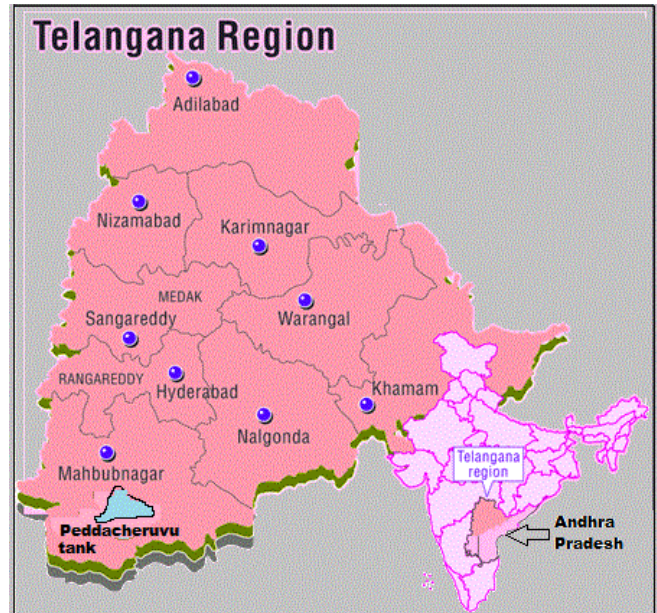 Telangana Region
Adilabad
Nizamabad
Karimnagar
MEDAK
Sangareddy
Warangal
RANGAREDDY
Hyderabad
Khamam
Nalgonda
Mahbubnagar
Telangana
region
Peddacheruvu
tank
Andhra
Pradesh